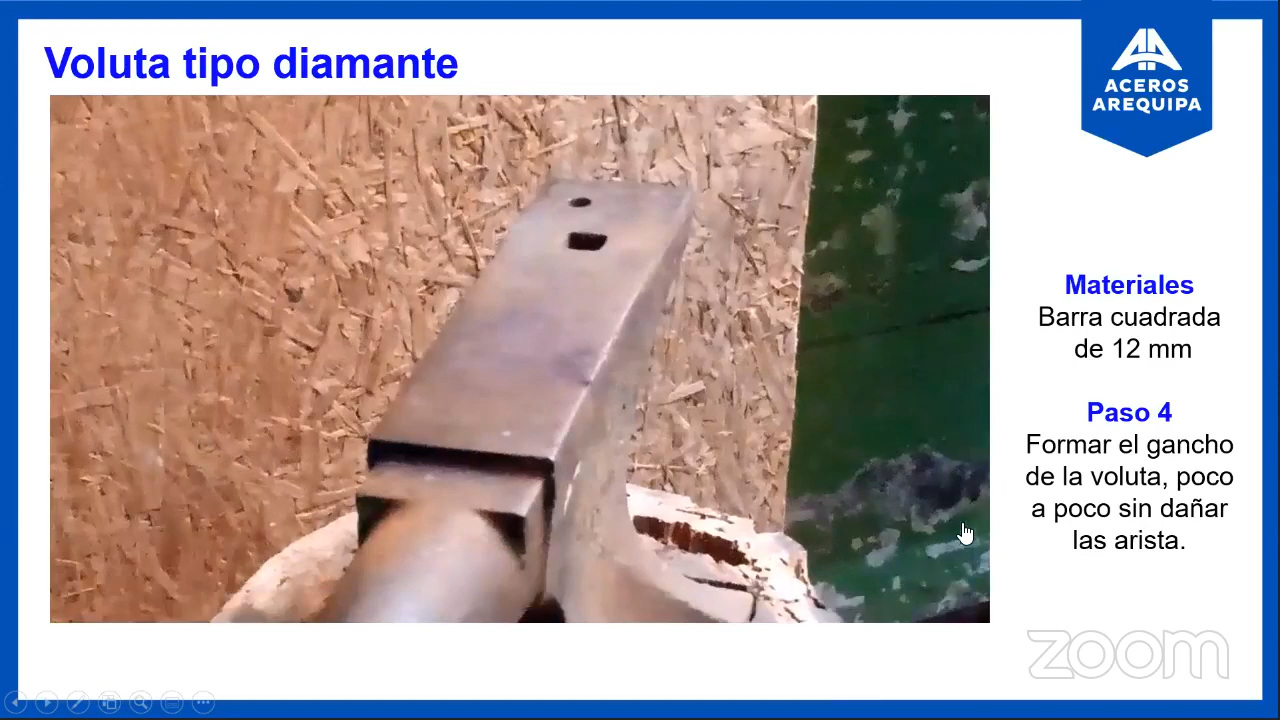 Voluta tipo diamante
ACEROS
AREQUIPA
Materiales
Barra cuadrada
de 12 mm
Paso 4
Formar el gancho
de la voluta, poco
a poco sin dañar
las arista.
zoom